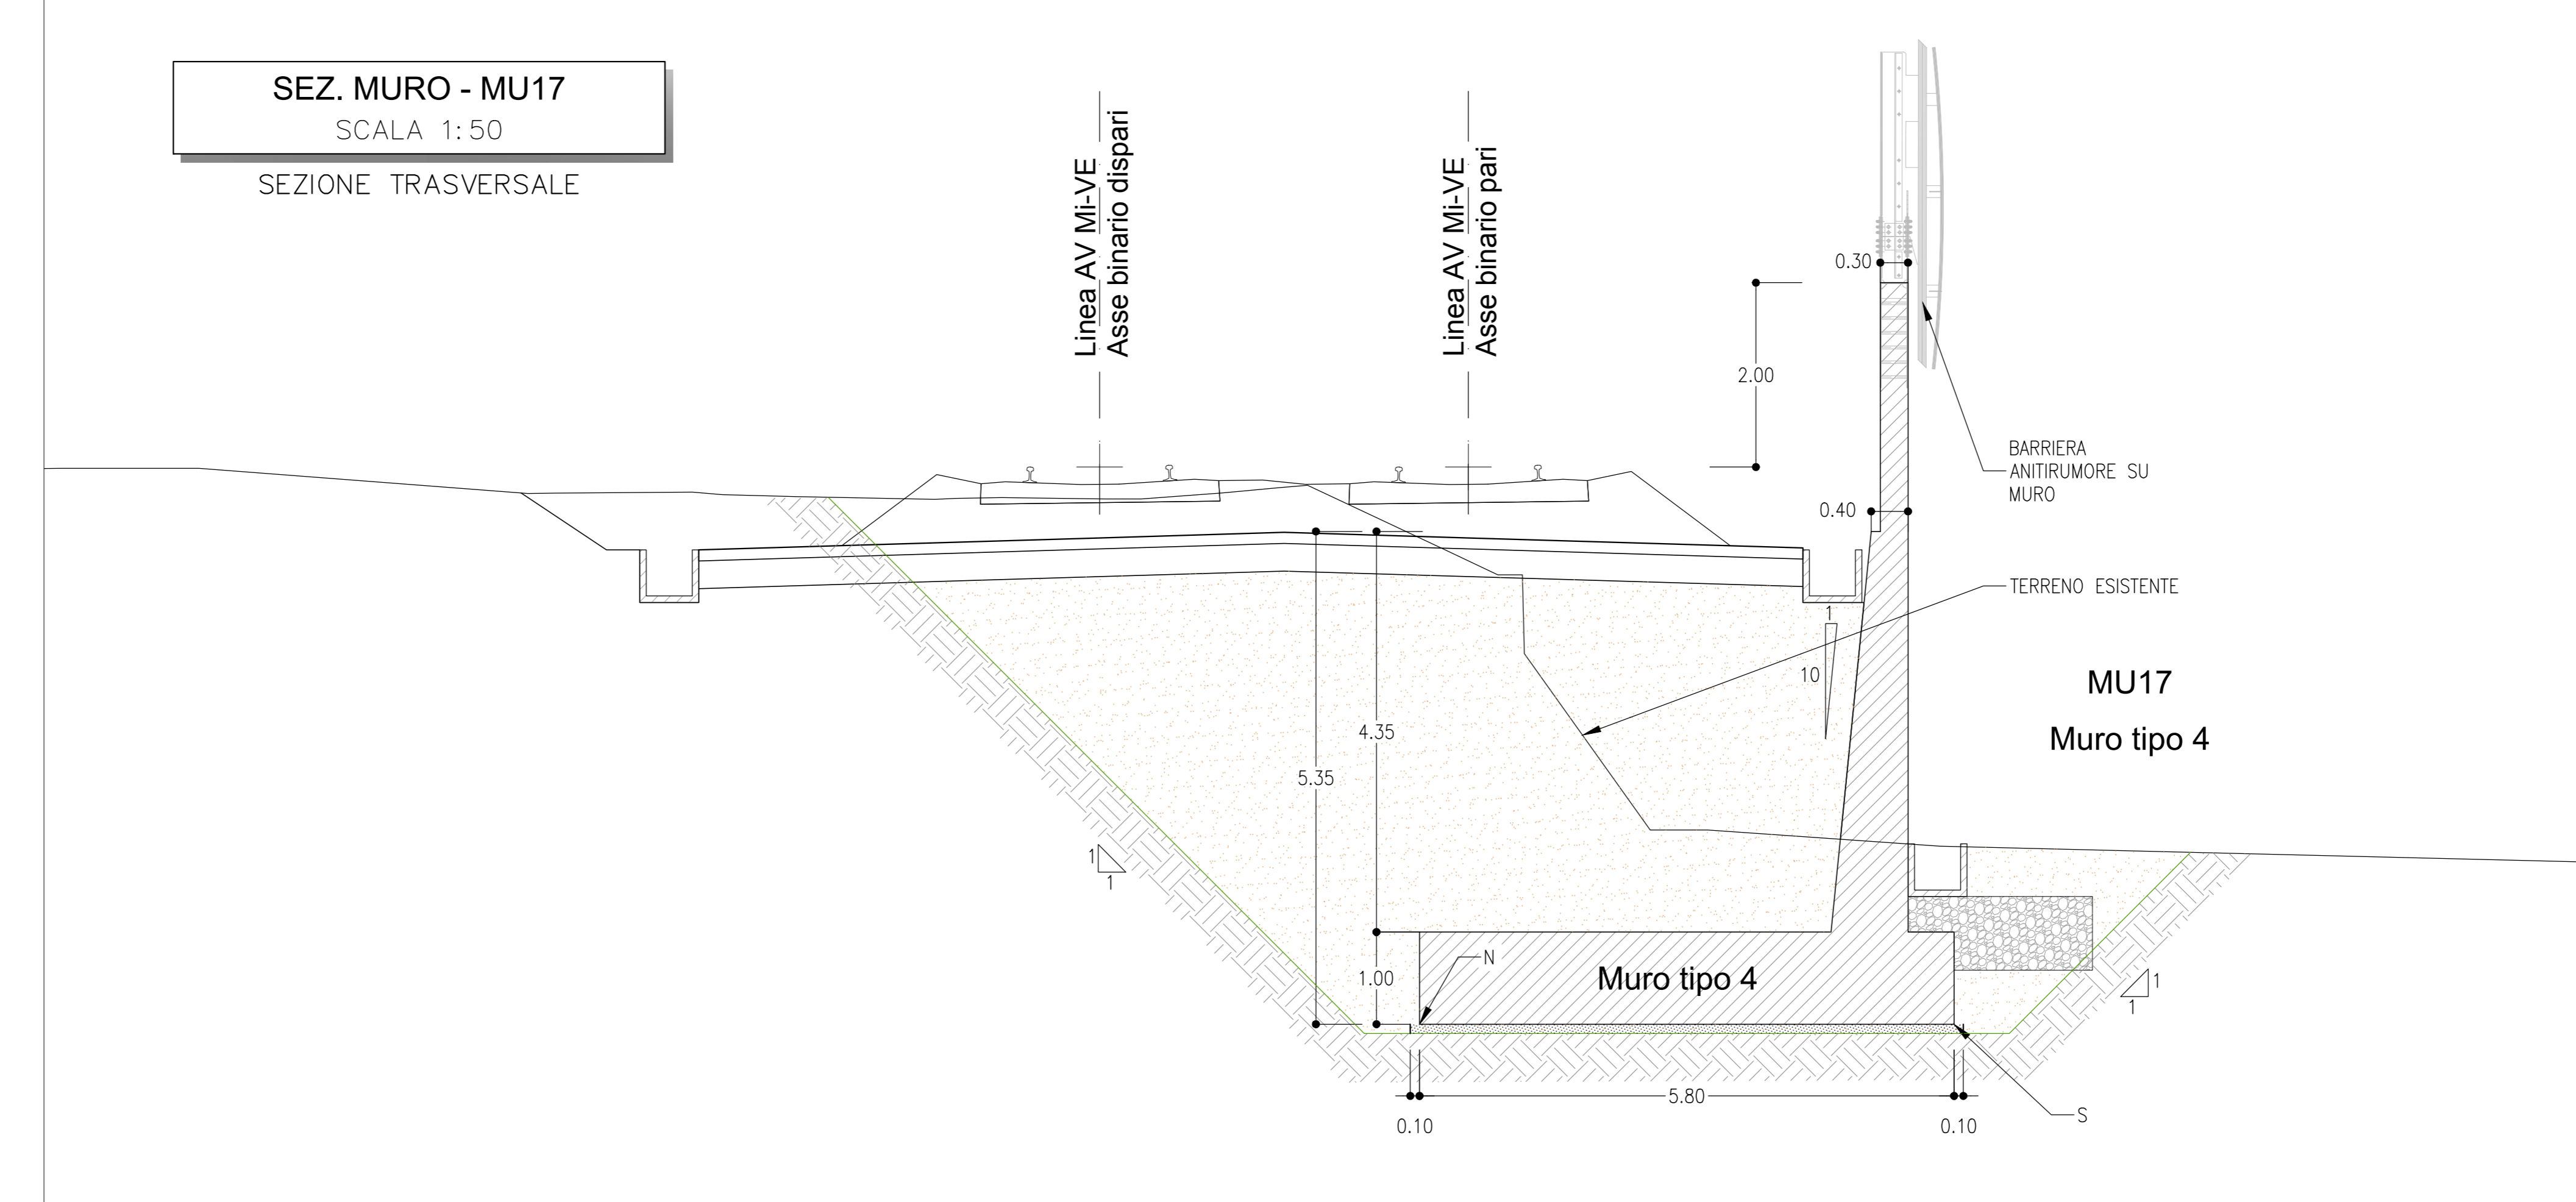 SEZ. MURO - MU17
SCALA 1:50
SEZIONE TRASVERSALE
Linea AV Mi-VE
Asse binario dispari
Linea AV Mi-VE
Asse binario pari
0.30
2.00
BARRIERA
ANITIRUMORE SU
MURO
0.40
TERRENO ESISTENTE
1
10
MU17
Muro tipo 4
4.35
5.35
1
1
N
1.00
Muro tipo 4
1
1
5.80
S
0.10
0.10